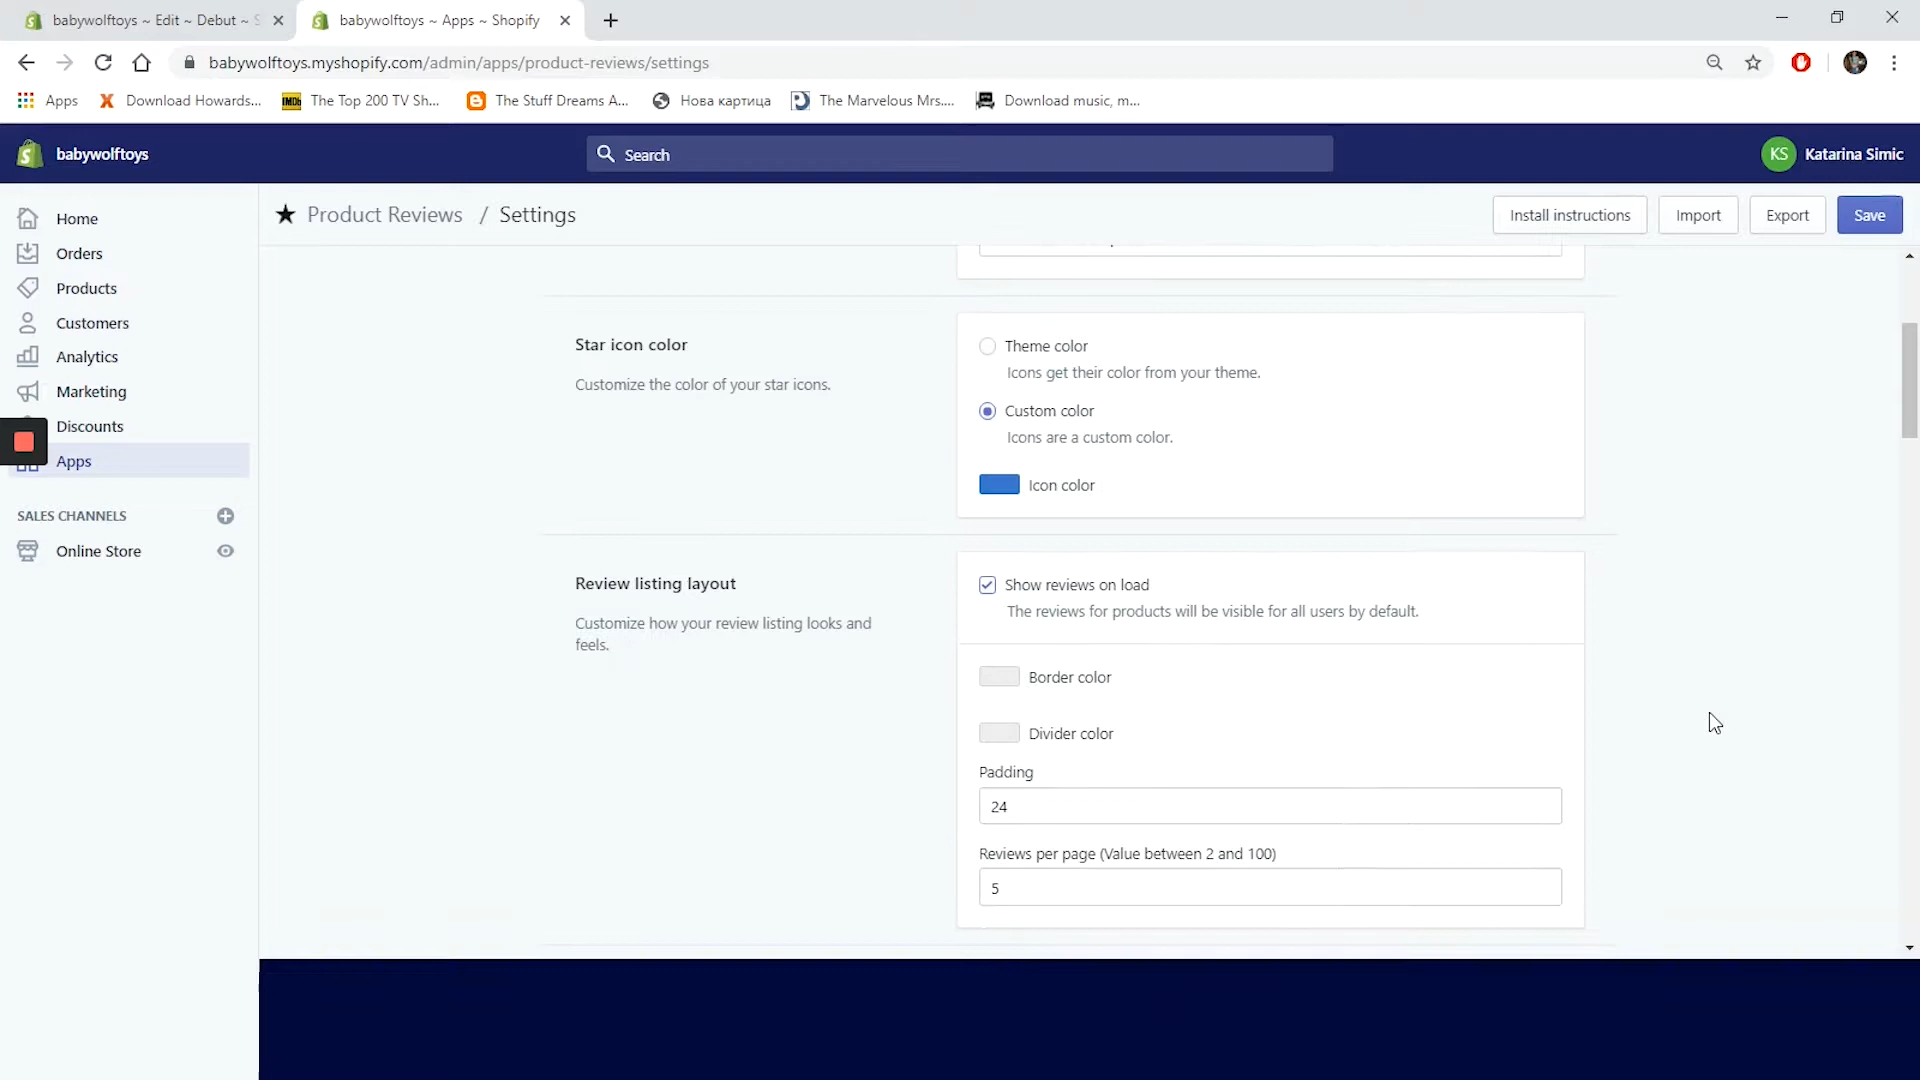 babywolftoys ~ Edit ~ Debut ~ S
babywolftoys ~ Apps ~ Shopify
babywolftoys.myshopify.com/admin/apps/product-reviews/settings
Apps
Download Howards...
IMDb
The Top 200 TV Sh...
The Stuff Dreams A...
Нова картица
The Marvelous Mrs....
Download music, m...
babywolftoys
Search
KS
Katarina Simic
Home
Orders
Products
Customers
Analytics
Marketing
Discounts
Apps
SALES CHANNELS
Online Store
Product Reviews / Settings
Install instructions
Import
Export
Save
Star icon color
Customize the color of your star icons.
Theme color
Icons get their color from your theme.
Custom color
Icons are a custom color.
Icon color
Review listing layout
Customize how your review listing looks and
feels.
Show reviews on load
The reviews for products will be visible for all users by default.
Border color
Divider color
Padding
24
Reviews per page (Value between 2 and 100)
5